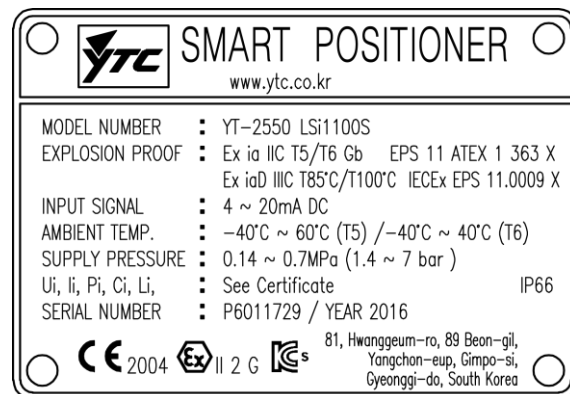 YTC SMART POSITIONER
www.ytc.co.kr
MODEL NUMBER : YT-2550 LSi1100S
EXPLOSION PROOF : Ex ia IIC T5/T6 Gb EPS 11 ATEX 1 363 X
Ex iaD IIIC T85°C/T100°C IECEx EPS 11.0009 X
INPUT SIGNAL : 4 ~ 20mA DC
AMBIENT TEMP. : -40°C ~ 60°C (T5) /-40°C ~ 40°C (T6)
SUPPLY PRESSURE : 0.14 ~ 0.7MPa (1.4 ~ 7 bar )
Ui, Ii, Pi, Ci, Li, : See Certificate IP66
SERIAL NUMBER : P6011729 / YEAR 2016
CE 2004 Ex II 2 G KCs
81, Hwanggeum-ro, 89 Beon-gil,
Yangchon-eup, Gimpo-si,
Gyeonggi-do, South Korea